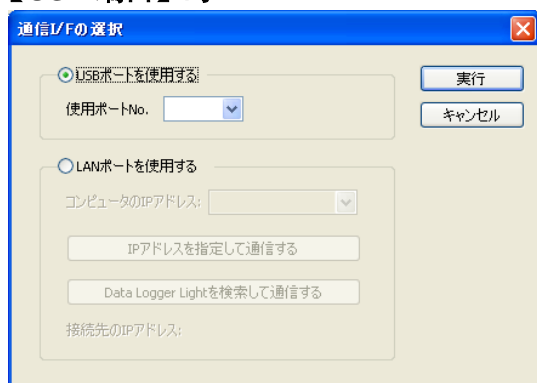 通信I/Fの選択
USBポートを使用する
実行
使用ポートNo.
キャンセル
LANポートを使用する
コンピュータのIPアドレス:
IPアドレスを指定して通信する
Data Logger Lightを検索して通信する
接続先のIPアドレス: